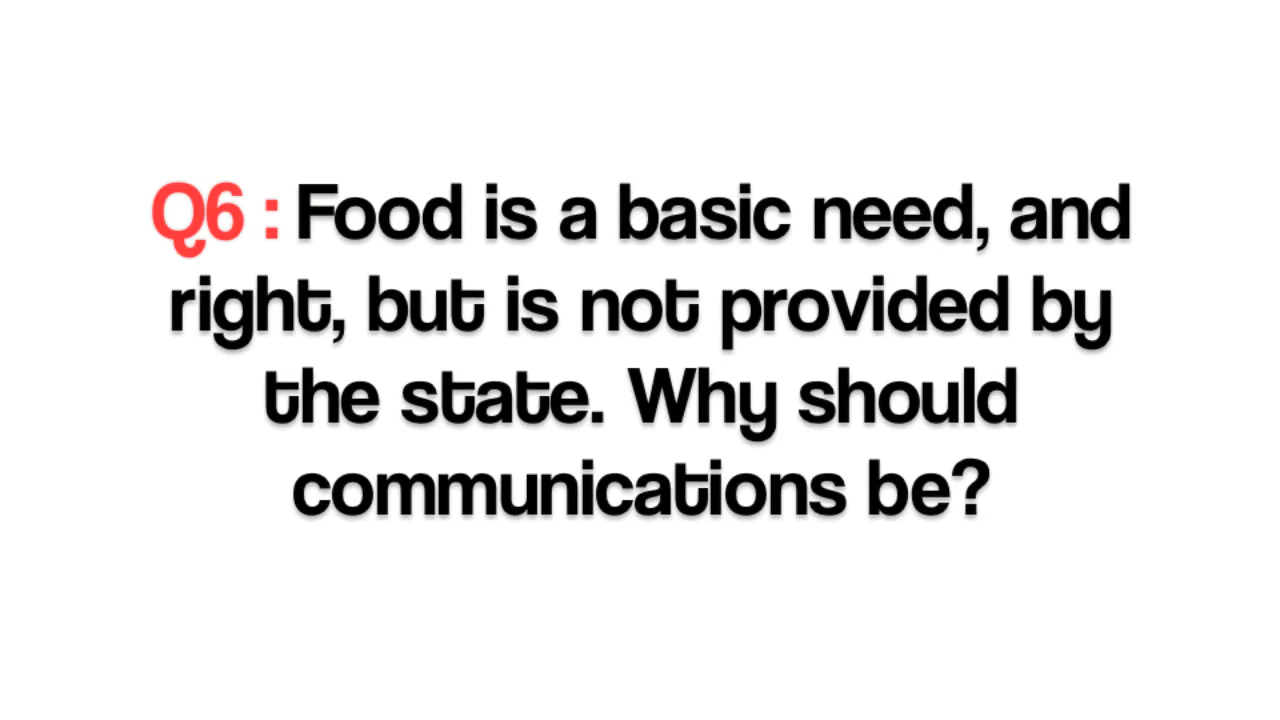 Q6 : Food is a basic need, and
right, but is not provided by
the state. Why should
communications be?